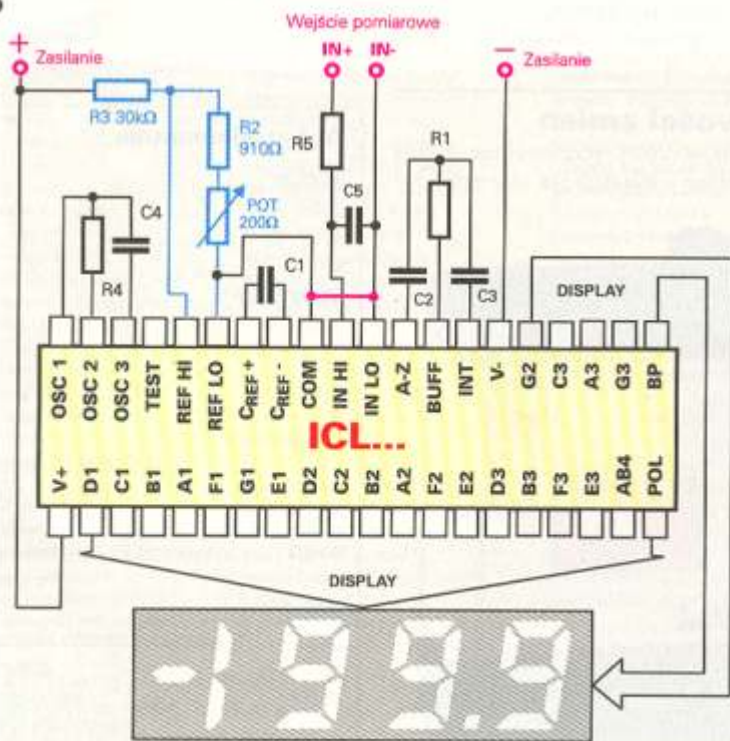 Wejście pomiarowe
+
Zasilanie
IN+ IN-
—
Zasilanie
R3 30kΩ
R2
910Ω
R5
R1
C4
POT
200Ω
C5
C1
R4
C2
C3
DISPLAY
OSC 1 OSC 2 OSC 3 TEST REF HI REF LO CREF+ CREF- COM IN HI IN LO A-Z BUFF INT V- G2 C3 A3 G3 BP
ICL...
V+ D1 C1 B1 A1 F1 G1 E1 D2 C2 B2 A2 F2 E2 D3 B3 F3 E3 AB4 POL
DISPLAY
-199.9